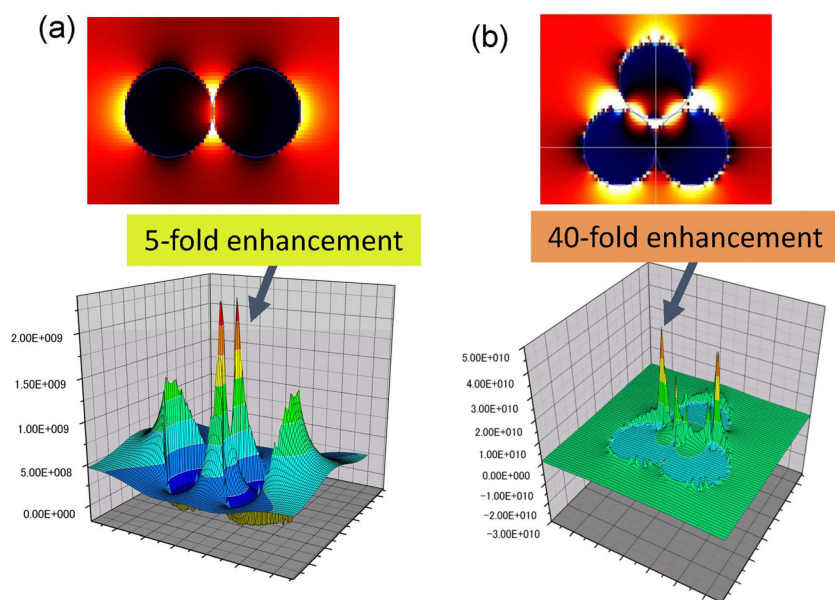 (a)
(b)
5-fold enhancement
40-fold enhancement
2.00E+009
1.50E+009
1.00E+009
5.00E+008
0.00E+000
5.00E+010
4.00E+010
3.00E+010
2.00E+010
1.00E+010
0.00E+000
-1.00E+010
-2.00E+010
-3.00E+010